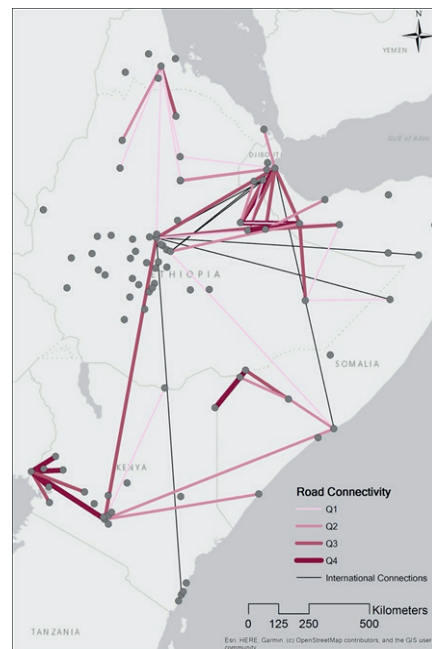 N
YEMEN
Gulf of Aden
DJIBOUTI
ETHIOPIA
SOMALIA
KENYA
Road Connectivity
Q1
Q2
Q3
Q4
International Connections
Kilometers
0 125 250 500
TANZANIA
Esri, HERE, Garmin, (c) OpenStreetMap contributors, and the GIS user
community